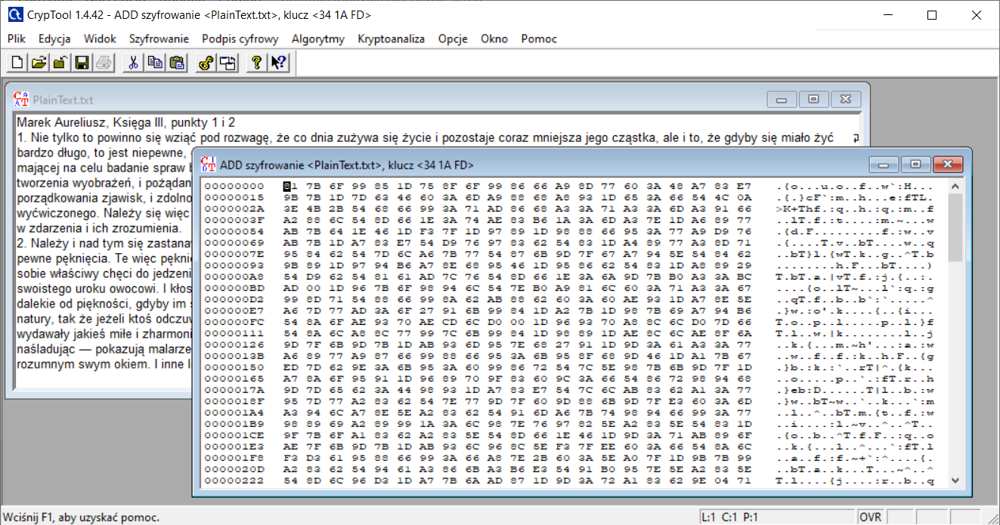 CrypTool 1.4.42 - ADD szyfrowanie <PlainText.txt>, klucz <34 1A FD>
Plik Edycja Widok Szyfrowanie Podpis cyfrowy Algorytmy Kryptoanaliza Opcje Okno Pomoc
PlainText.txt
Marek Aureliusz, Księga III, punkty 1 i 2
1. Nie tylko to powinno się wziąć pod rozwagę, że co dnia zużywa się życie i pozostaje coraz mniejsza jego cząstka, ale i to, że gdyby się miało żyć
bardzo długo, to jest niepewne,
mającej na celu badanie spraw
tworzenia wyobrażeń, i pożądan
porządkowania zjawisk, i zdolno
wyćwiczonego. Należy się więc
w zdarzenia i ich zrozumienia.
2. Należy i nad tym się zastana
pewne pęknięcia. Te więc pękni
sobie właściwy chęci do jedzeni
swoistego uroku owocowi. I kłos
dalekie od piękności, gdyby im
natury, tak że jeżeli ktoś odczuw
wydawały jakieś miłe i zharmoni
naśladując — pokazują malarze
rozumnym swym okiem. I inne l
ADD szyfrowanie <PlainText.txt>, klucz <34 1A FD>
00000000 81 7B 6F 99 85 1D 75 8F 6F 99 86 66 A9 8D 77 60 3A 48 A7 83 E7 .{o...u.o..f..w`:H...
00000015 9B 7B 1D 7D 63 46 60 3A 6D A9 88 68 A8 93 1D 65 3A 66 54 4C 0A .{.}cF`:m..h...e:fTL.
0000002A 3E 4B 2B 54 68 66 99 3A 71 AD 86 68 A3 3A 71 A3 3A 6D A3 91 66 >K+Thf.:q..h.:q.:m..f
0000003F A2 88 6C 54 8D 66 1E 3A 74 AE 83 B6 1A 3A 6D A3 7E 1D A6 89 77 ..lT.f.:t....:m.~...w
00000054 AB 7B 64 1E 46 1D F3 7F 1D 97 89 1D 98 88 66 95 3A 77 A9 D9 76 .{d.F.........f.:w..v
00000069 AB 7B 1D A7 83 E7 54 D9 76 97 83 62 54 83 1D A4 89 77 A3 8D 71 .{....T.v..bT....w..q
0000007E 95 84 62 54 7D 6C A6 7B 77 54 87 6B 9D 7F 67 A7 94 5E 54 84 62 ..bT}l.{wT.k..g..^T.b
00000093 9B 89 1D 97 94 B6 A7 8E 68 95 46 1D 95 86 62 54 83 1D A8 89 29 ........h.F...bT....)
000000A8 54 D9 62 54 81 61 AD 7C 76 54 8D 66 1E 3A 6A 9D 7B B0 A3 3A BC T.bT.a.|vT.f.:j.{..:.
000000BD AD 00 1D 96 7B 6F 98 94 6C 54 7E B0 A9 81 6C 60 3A 71 A3 3A 67 ....{o..lT~...l`:q.:g
000000D2 99 8D 71 54 88 66 99 8A 62 AB 88 62 60 3A 60 AE 93 1D A7 8E 5E ..qT.f..b..b`:`.....^
000000E7 A6 7D 77 AD 3A 6F 27 91 6B 99 84 1D A2 7B 1D 98 7B 69 A7 94 B6 .}w.:o'.k....{..{i...
000000FC 54 8A 6F AE 93 70 AE CD 6C D0 00 1D 96 93 70 A8 8C 6C D0 7D 66 T.o..p..l.....p..l.}f
00000111 54 8A 6C A8 8C 77 99 7C 6B 99 84 1D 98 89 1D AE 8C 6C AE 8F 6A T.l..w.|k........l..j
00000126 9D 7F 6B 9D 7B 1D AB 93 6D 95 7E 68 27 91 1D 9D 3A 61 A3 3A 77 ..k.{...m.~h'...:a.:w
0000013B A6 89 77 A9 87 66 99 88 66 95 3A 6B 95 8F 68 9D 46 1D A1 7B 67 ..w..f..f.:k..h.F..{g
00000150 ED 7D 62 9E 3A 6B 95 3A 60 99 86 72 54 7C 5E 98 7B 6B 9D 7F 1D .}b.:k.:`..rT|^.{k...
00000165 A7 8A 6F 95 91 1D 96 89 70 9F 83 60 9C 3A 66 54 86 72 98 94 68 ..o.....p..`.:fT.r..h
0000017A 9D 7D 65 62 3A 44 98 93 1D A7 83 E7 54 7C 6C AB 83 62 A1 3A 77 .}eb:D......T|l..b.:w
0000018F 95 7D 77 A2 83 62 54 7E 77 9D 7F 60 9D 88 6B 9D 7F E3 60 3A 6D .}w..bT~w..`..k...`:m
000001A4 A3 94 6C A7 8E 5E A2 83 62 54 91 6D A6 7B 74 98 94 66 99 3A 77 ..l..^..bT.m.{t..f.:w
000001B9 98 89 69 A2 89 99 1A 3A 6C 98 7E 76 97 82 5E A2 83 5E 54 83 1D ..i....:l.~v..^..^T..
000001CE 9F 7B 6F A1 83 62 A2 83 5E 54 8D 66 1E 46 1D 9D 3A 71 AB 89 6F .{o..b..^T.f.F..:q..o
000001E3 AE 7F 6B 9D 7B 1D AB 93 6C 96 8C 5E F3 7F EE 60 3A 66 54 8A 6C ..k.{...l..^...`:fT.l
000001F8 F3 D3 61 95 88 66 99 3A 66 A8 7E 2B 60 3A 5E A0 7F 1D 9B 7B 99 ..a..f.:f.~+`:^....{.
0000020D A2 83 62 54 94 61 A3 86 6B A3 B6 E3 54 91 B0 95 7E 5E A2 83 5E ..bT.a..k...T...~^..^
00000222 54 8D 6C 96 D3 1D A7 7B 6A AD 87 1D 9D 3A 72 A1 83 62 9E 04 71 T.l....{j....:r..b..q
Wciśnij F1, aby uzyskać pomoc.
L:1 C:1 P:1 OVR